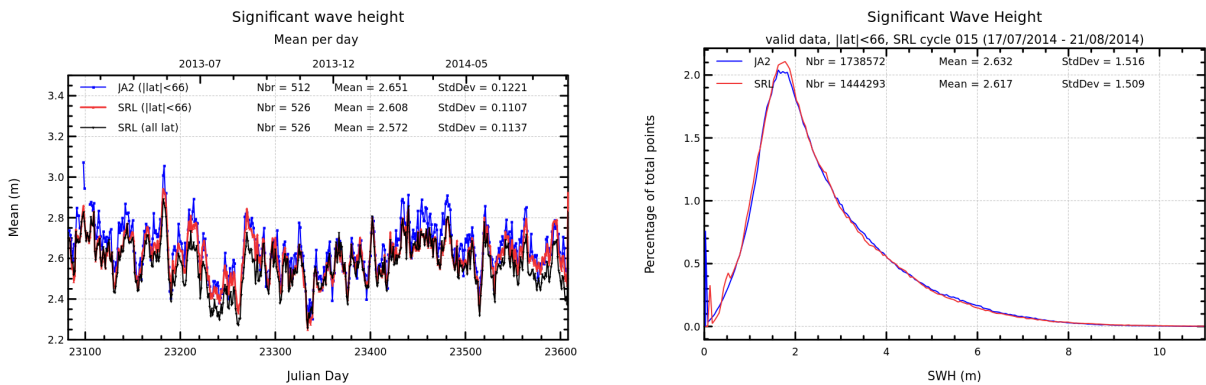 Significant wave height
Mean per day
2013-07 2013-12 2014-05
JA2 (|lat|<66) Nbr = 512 Mean = 2.651 StdDev = 0.1221
SRL (|lat|<66) Nbr = 526 Mean = 2.608 StdDev = 0.1107
SRL (all lat) Nbr = 526 Mean = 2.572 StdDev = 0.1137
3.4
3.2
3.0
2.8
2.6
2.4
2.2
Mean (m)
23100 23200 23300 23400 23500 23600
Julian Day
Significant Wave Height
valid data, |lat|<66, SRL cycle 015 (17/07/2014 - 21/08/2014)
JA2 Nbr = 1738572 Mean = 2.632 StdDev = 1.516
SRL Nbr = 1444293 Mean = 2.617 StdDev = 1.509
2.0
1.5
1.0
0.5
0.0
Percentage of total points
0 2 4 6 8 10
SWH (m)